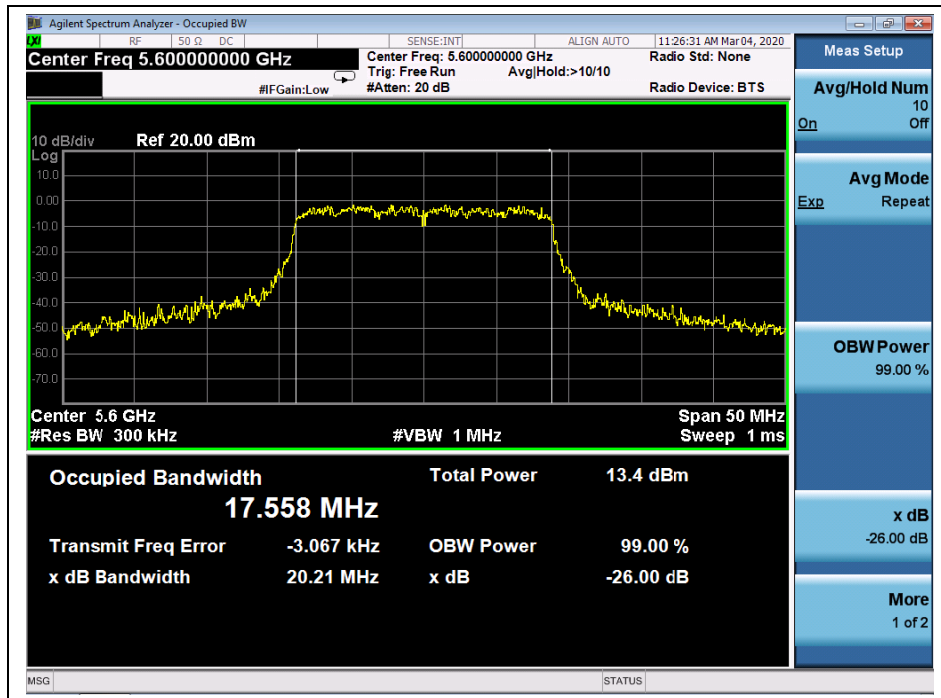 Agilent Spectrum Analyzer - Occupied BW
LXI RF 50 Ω DC SENSE:INT ALIGN AUTO 11:26:31 AM Mar 04, 2020
Center Freq 5.600000000 GHz
Center Freq: 5.600000000 GHz Radio Std: None
Trig: Free Run Avg|Hold:>10/10
#IFGain:Low #Atten: 20 dB Radio Device: BTS
10 dB/div Ref 20.00 dBm
Log
10.0
0.00
-10.0
-20.0
-30.0
-40.0
-50.0
-60.0
-70.0
Center 5.6 GHz Span 50 MHz
#Res BW 300 kHz #VBW 1 MHz Sweep 1 ms
Occupied Bandwidth Total Power 13.4 dBm
17.558 MHz
Transmit Freq Error -3.067 kHz OBW Power 99.00 %
x dB Bandwidth 20.21 MHz x dB -26.00 dB
MSG STATUS
Meas Setup
Avg/Hold Num
10
On Off
Avg Mode
Exp Repeat
OBW Power
99.00 %
x dB
-26.00 dB
More
1 of 2